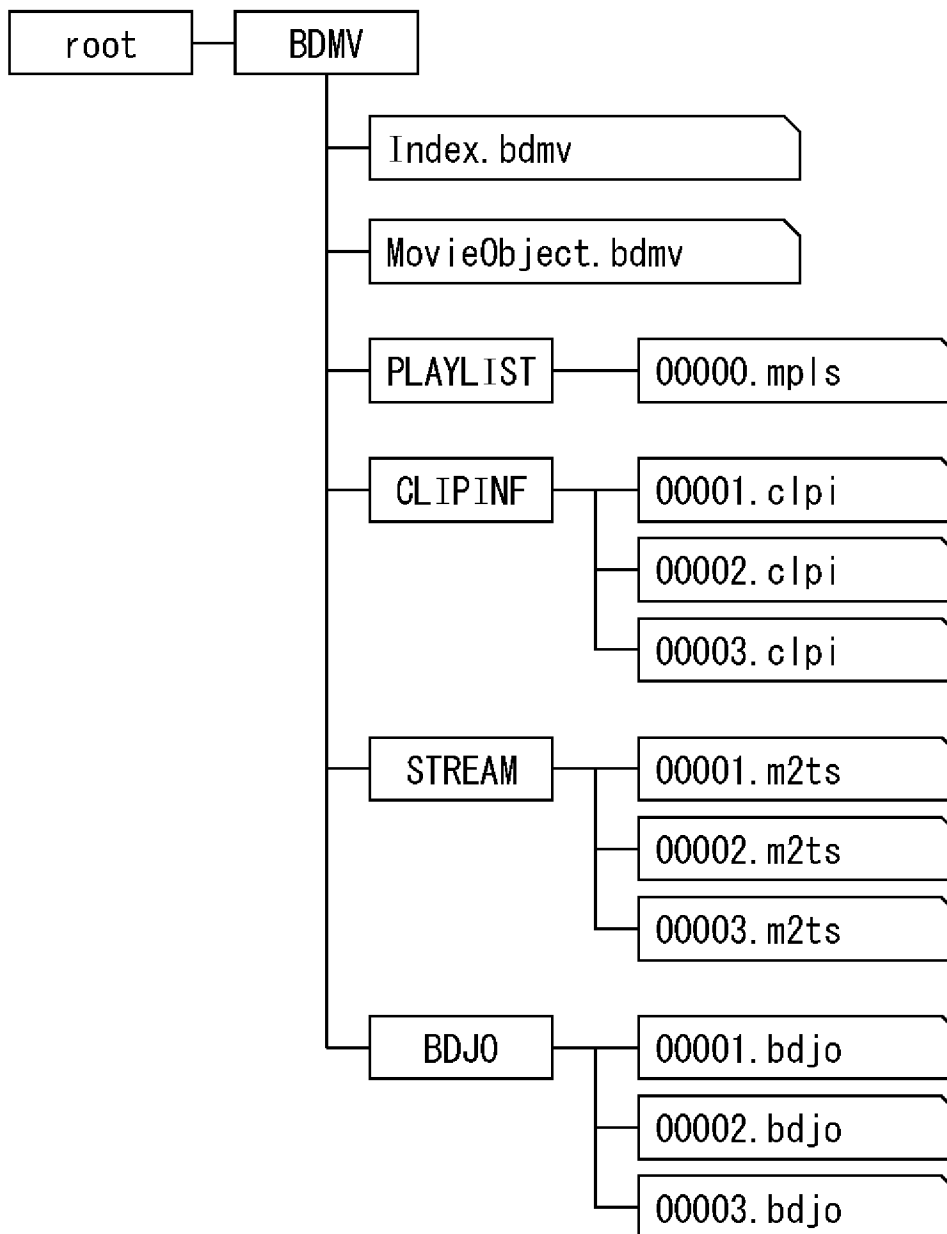 root BDMV
Index.bdmv
MovieObject.bdmv
PLAYLIST 00000.mpls
CLIPINF 00001.clpi
00002.clpi
00003.clpi
STREAM 00001.m2ts
00002.m2ts
00003.m2ts
BDJO 00001.bdjo
00002.bdjo
00003.bdjo